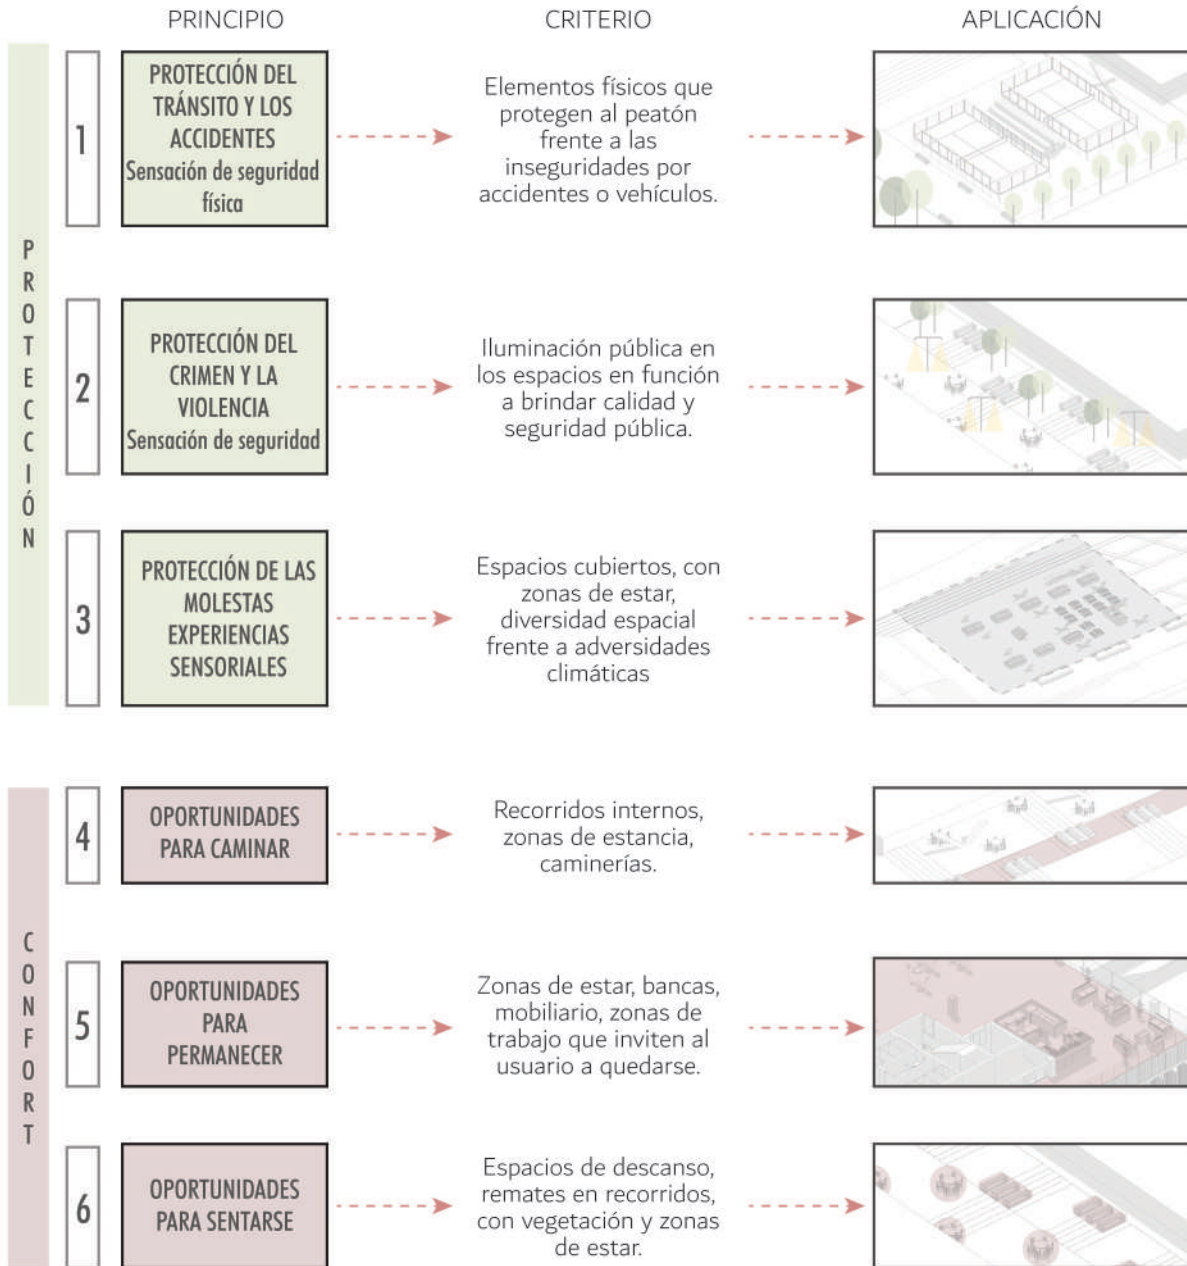 PRINCIPIO
CRITERIO
APLICACIÓN
PROTECCIÓN
1
PROTECCIÓN DEL
TRÁNSITO Y LOS
ACCIDENTES
Sensación de seguridad
física
Elementos físicos que
protegen al peatón
frente a las
inseguridades por
accidentes o vehículos.
2
PROTECCIÓN DEL
CRIMEN Y LA
VIOLENCIA
Sensación de seguridad
Iluminación pública en
los espacios en función
a brindar calidad y
seguridad pública.
3
PROTECCIÓN DE LAS
MOLESTAS
EXPERIENCIAS
SENSORIALES
Espacios cubiertos, con
zonas de estar,
diversidad espacial
frente a adversidades
climáticas
CONFORT
4
OPORTUNIDADES
PARA CAMINAR
Recorridos internos,
zonas de estancia,
caminerías.
5
OPORTUNIDADES
PARA
PERMANECER
Zonas de estar, bancas,
mobiliario, zonas de
trabajo que inviten al
usuario a quedarse.
6
OPORTUNIDADES
PARA SENTARSE
Espacios de descanso,
remates en recorridos,
con vegetación y zonas
de estar.